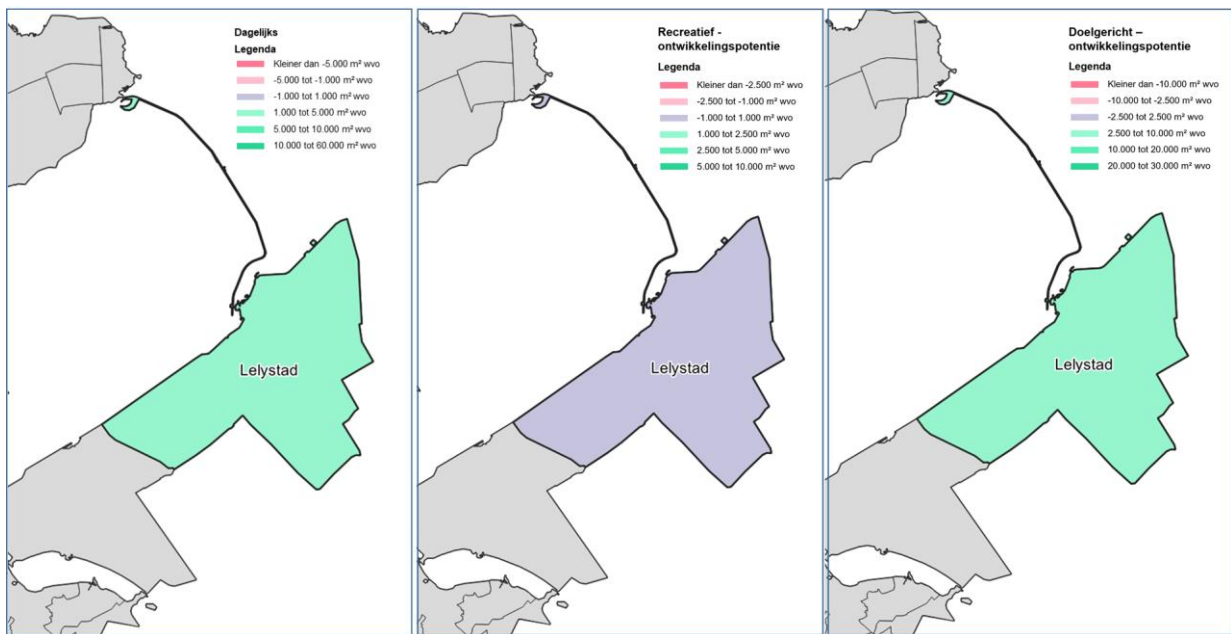 Dagelijks
Legenda
Kleiner dan -5.000 m² wvo
-5.000 tot -1.000 m² wvo
-1.000 tot 1.000 m² wvo
1.000 tot 5.000 m² wvo
5.000 tot 10.000 m² wvo
10.000 tot 60.000 m² wvo
Lelystad
Recreatief -
ontwikkelingspotentie
Legenda
Kleiner dan -2.500 m² wvo
-2.500 tot -1.000 m² wvo
-1.000 tot 1.000 m² wvo
1.000 tot 2.500 m² wvo
2.500 tot 5.000 m² wvo
5.000 tot 10.000 m² wvo
Lelystad
Doelgericht –
ontwikkelingspotentie
Legenda
Kleiner dan -10.000 m² wvo
-10.000 tot -2.500 m² wvo
-2.500 tot 2.500 m² wvo
2.500 tot 10.000 m² wvo
10.000 tot 20.000 m² wvo
20.000 tot 30.000 m² wvo
Lelystad